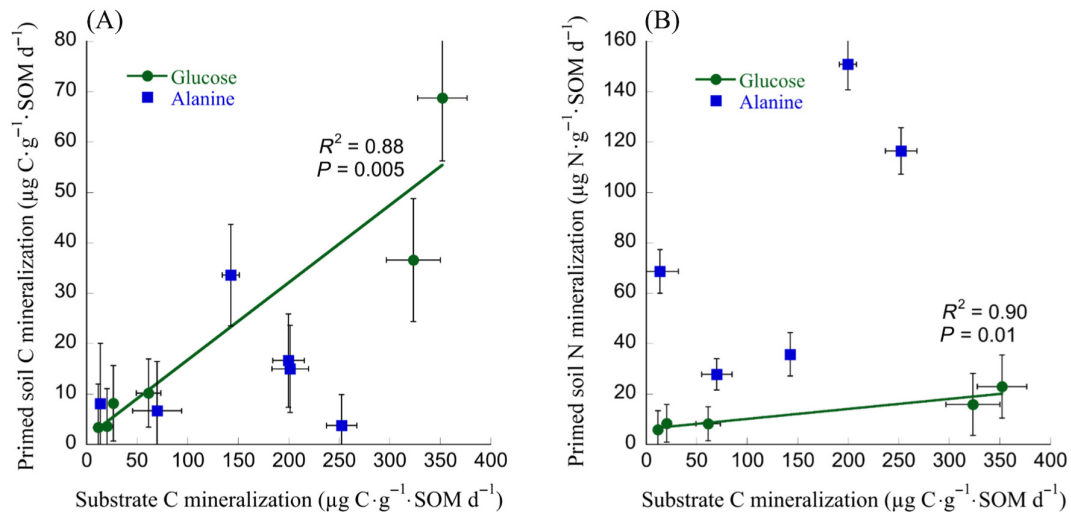 (A)
Primed soil C mineralization (µg C·g⁻¹·SOM d⁻¹)
80
70
60
50
40
30
20
10
0
Glucose
Alanine
R² = 0.88
P = 0.005
0 50 100 150 200 250 300 350 400
Substrate C mineralization (µg C·g⁻¹·SOM d⁻¹)
(B)
Primed soil N mineralization (µg N·g⁻¹·SOM d⁻¹)
160
140
120
100
80
60
40
20
0
Glucose
Alanine
R² = 0.90
P = 0.01
0 50 100 150 200 250 300 350 400
Substrate C mineralization (µg C·g⁻¹·SOM d⁻¹)